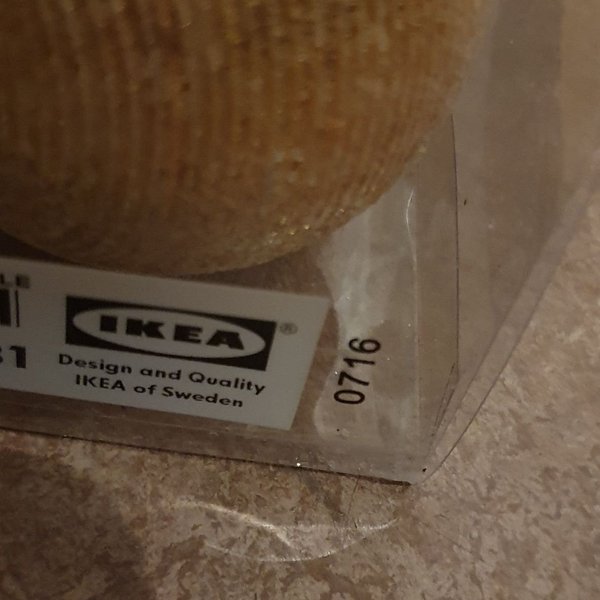 IKEA®
Design and Quality
IKEA of Sweden
0716